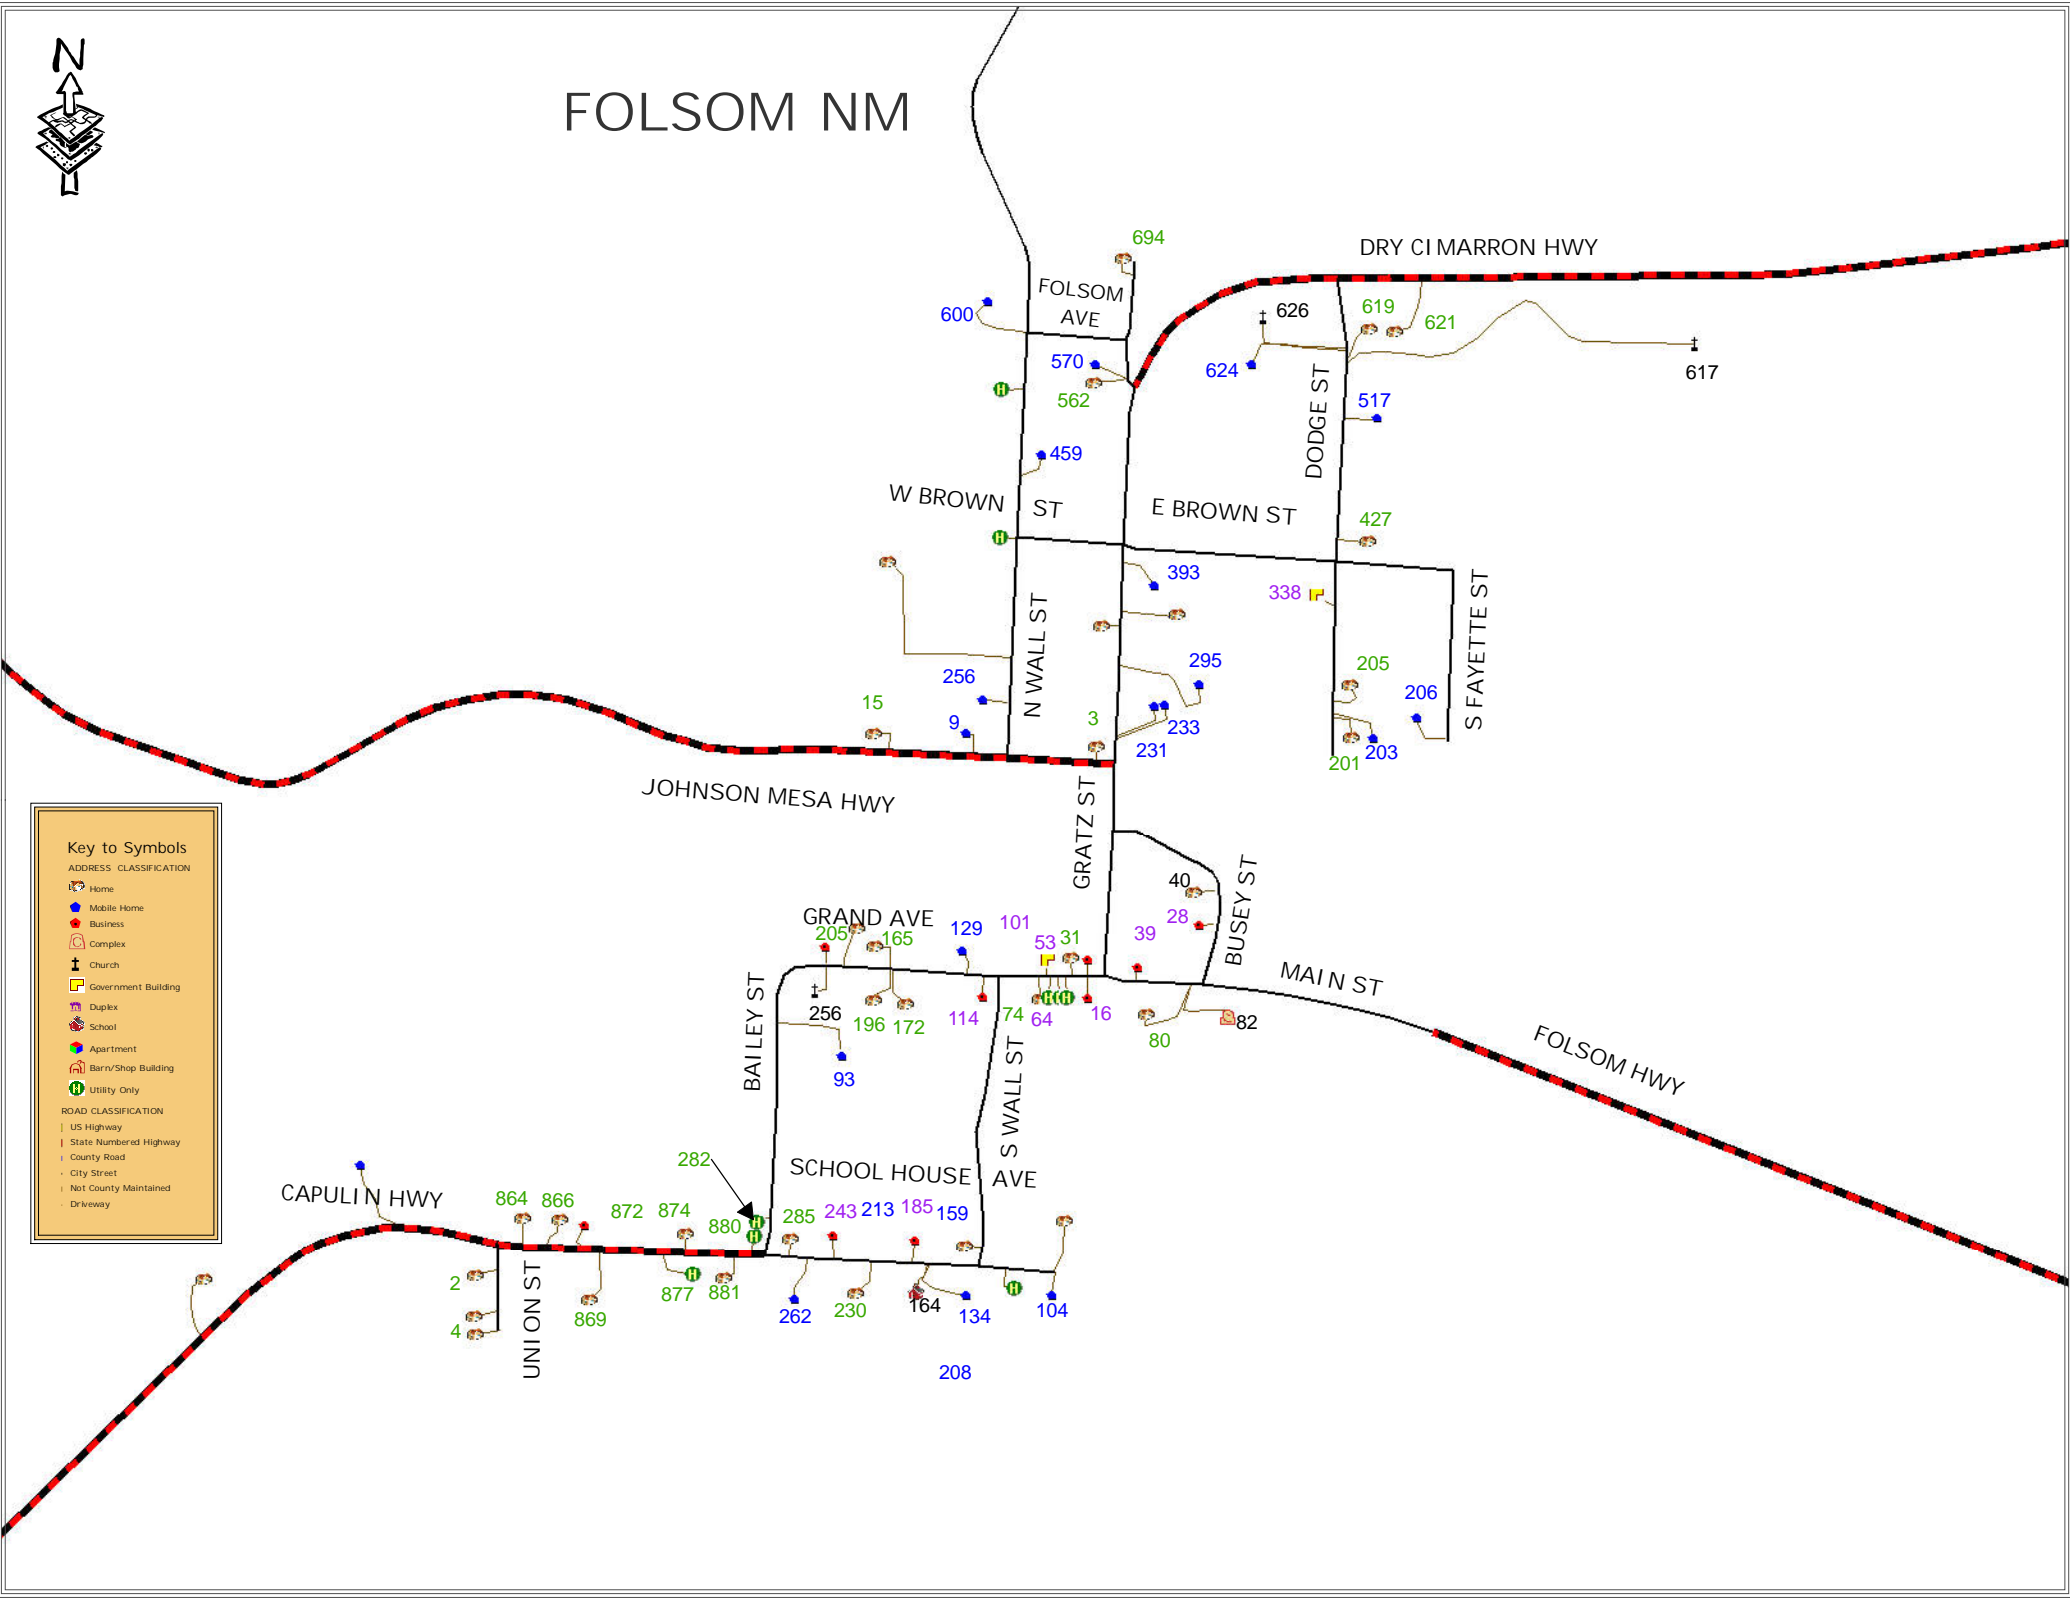 N
FOLSOM NM
694
DRY CIMARRON HWY
FOLSOM
AVE
600
626
619
621
570
624
617
562
DODGE ST
517
459
W BROWN ST
E BROWN ST
427
393
338
S FAYETTE ST
N WALL ST
295
205
256
206
15
9
3
233
231
203
201
JOHNSON MESA HWY
GRATZ ST
Key to Symbols
ADDRESS CLASSIFICATION
Home
Mobile Home
Business
Complex
Church
Government Building
Duplex
School
Apartment
Barn/Shop Building
Utility Only
ROAD CLASSIFICATION
US Highway
State Numbered Highway
County Road
City Street
Not County Maintained
Driveway
40
BUSEY ST
28
GRAND AVE
205
165
129
101
53
31
39
MAIN ST
BAILEY ST
256
196
172
114
74
64
16
80
82
FOLSOM HWY
93
S WALL ST
282
SCHOOL HOUSE AVE
CAPULIN HWY
864
866
872
874
880
285
243
213
185
159
2
4
UNION ST
869
877
881
262
230
164
134
104
208